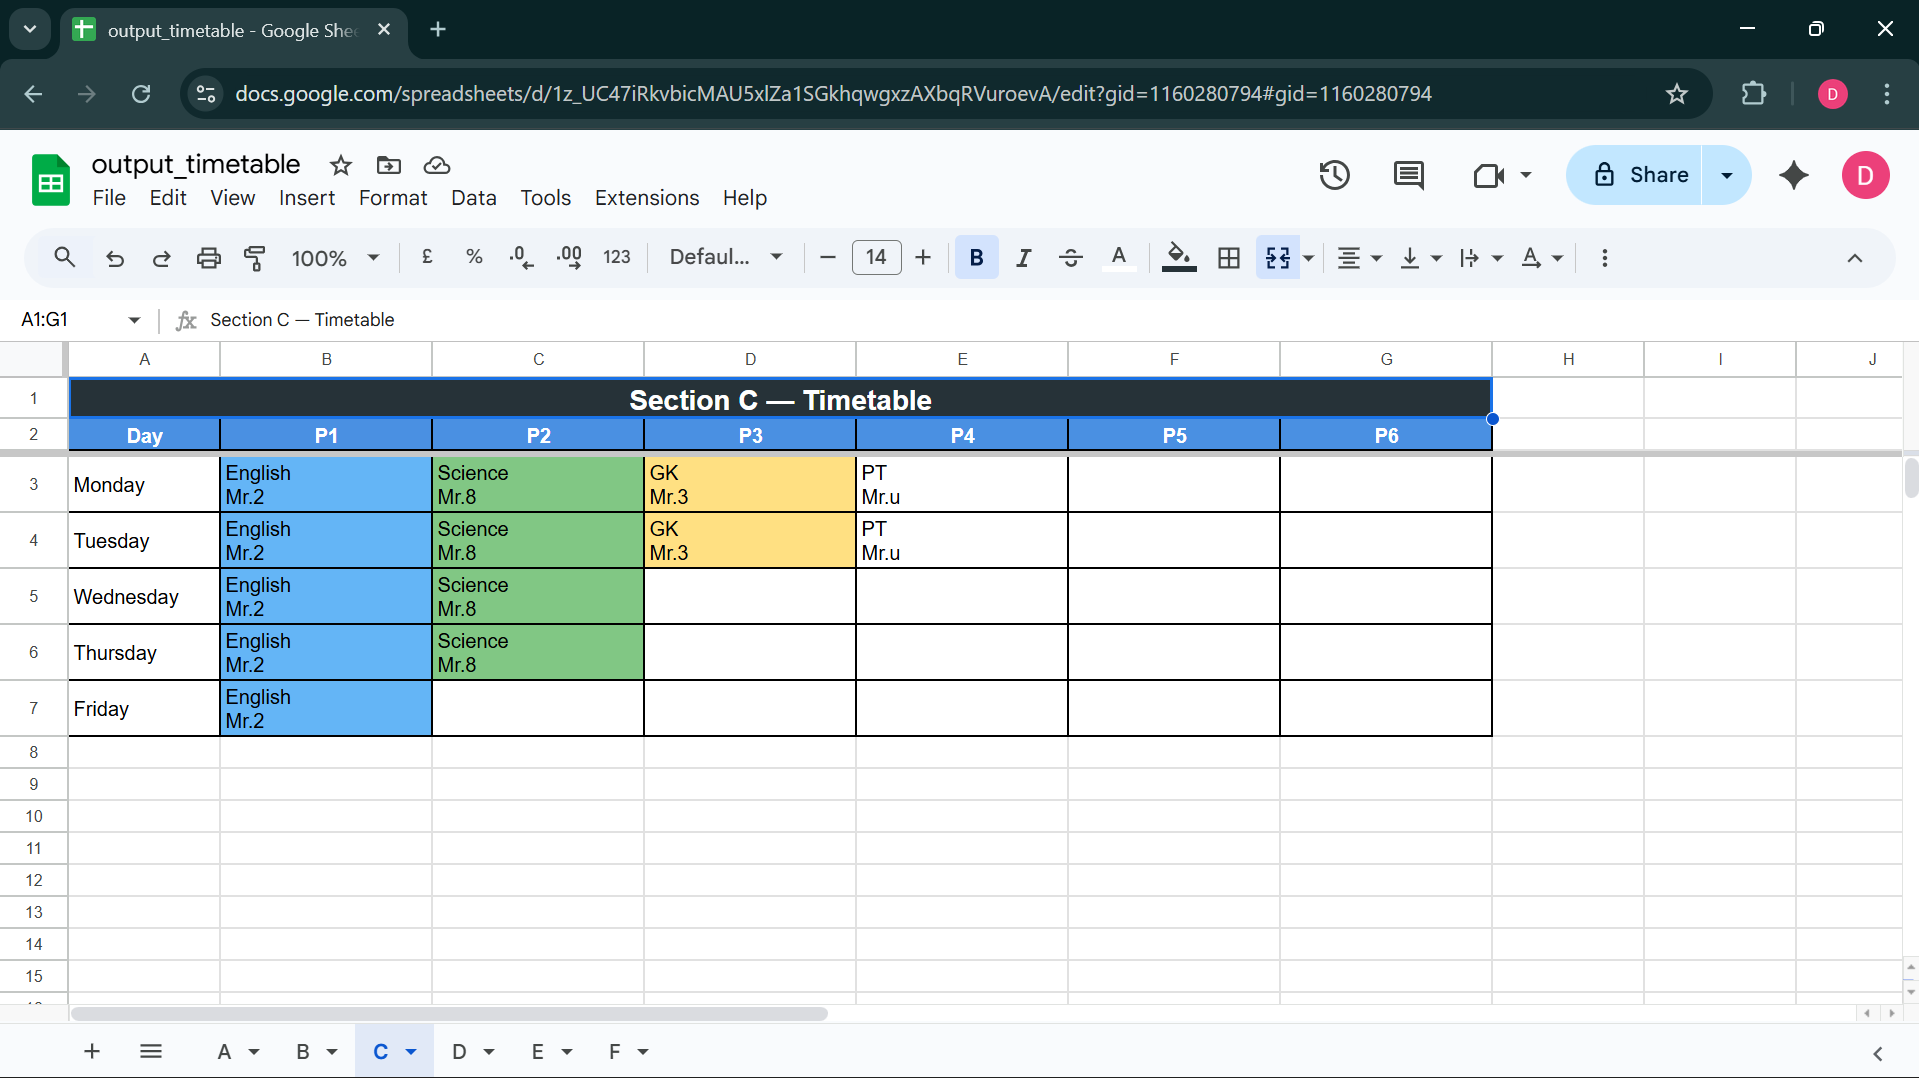 output_timetable - Google She
docs.google.com/spreadsheets/d/1z_UC47iRkvbicMAU5xlZa1SGkhqwgxzAXbqRVuroevA/edit?gid=1160280794#gid=1160280794
D
output_timetable
File Edit View Insert Format Data Tools Extensions Help
Share
D
100% £ % .0 .00 123 Defaul... 14 B I S A A
A1:G1 fx Section C — Timetable
A B C D E F G H I J
1 Section C — Timetable
2 Day P1 P2 P3 P4 P5 P6
3 Monday English Mr.2 Science Mr.8 GK Mr.3 PT Mr.u
4 Tuesday English Mr.2 Science Mr.8 GK Mr.3 PT Mr.u
5 Wednesday English Mr.2 Science Mr.8
6 Thursday English Mr.2 Science Mr.8
7 Friday English Mr.2
8
9
10
11
12
13
14
15
A B C D E F